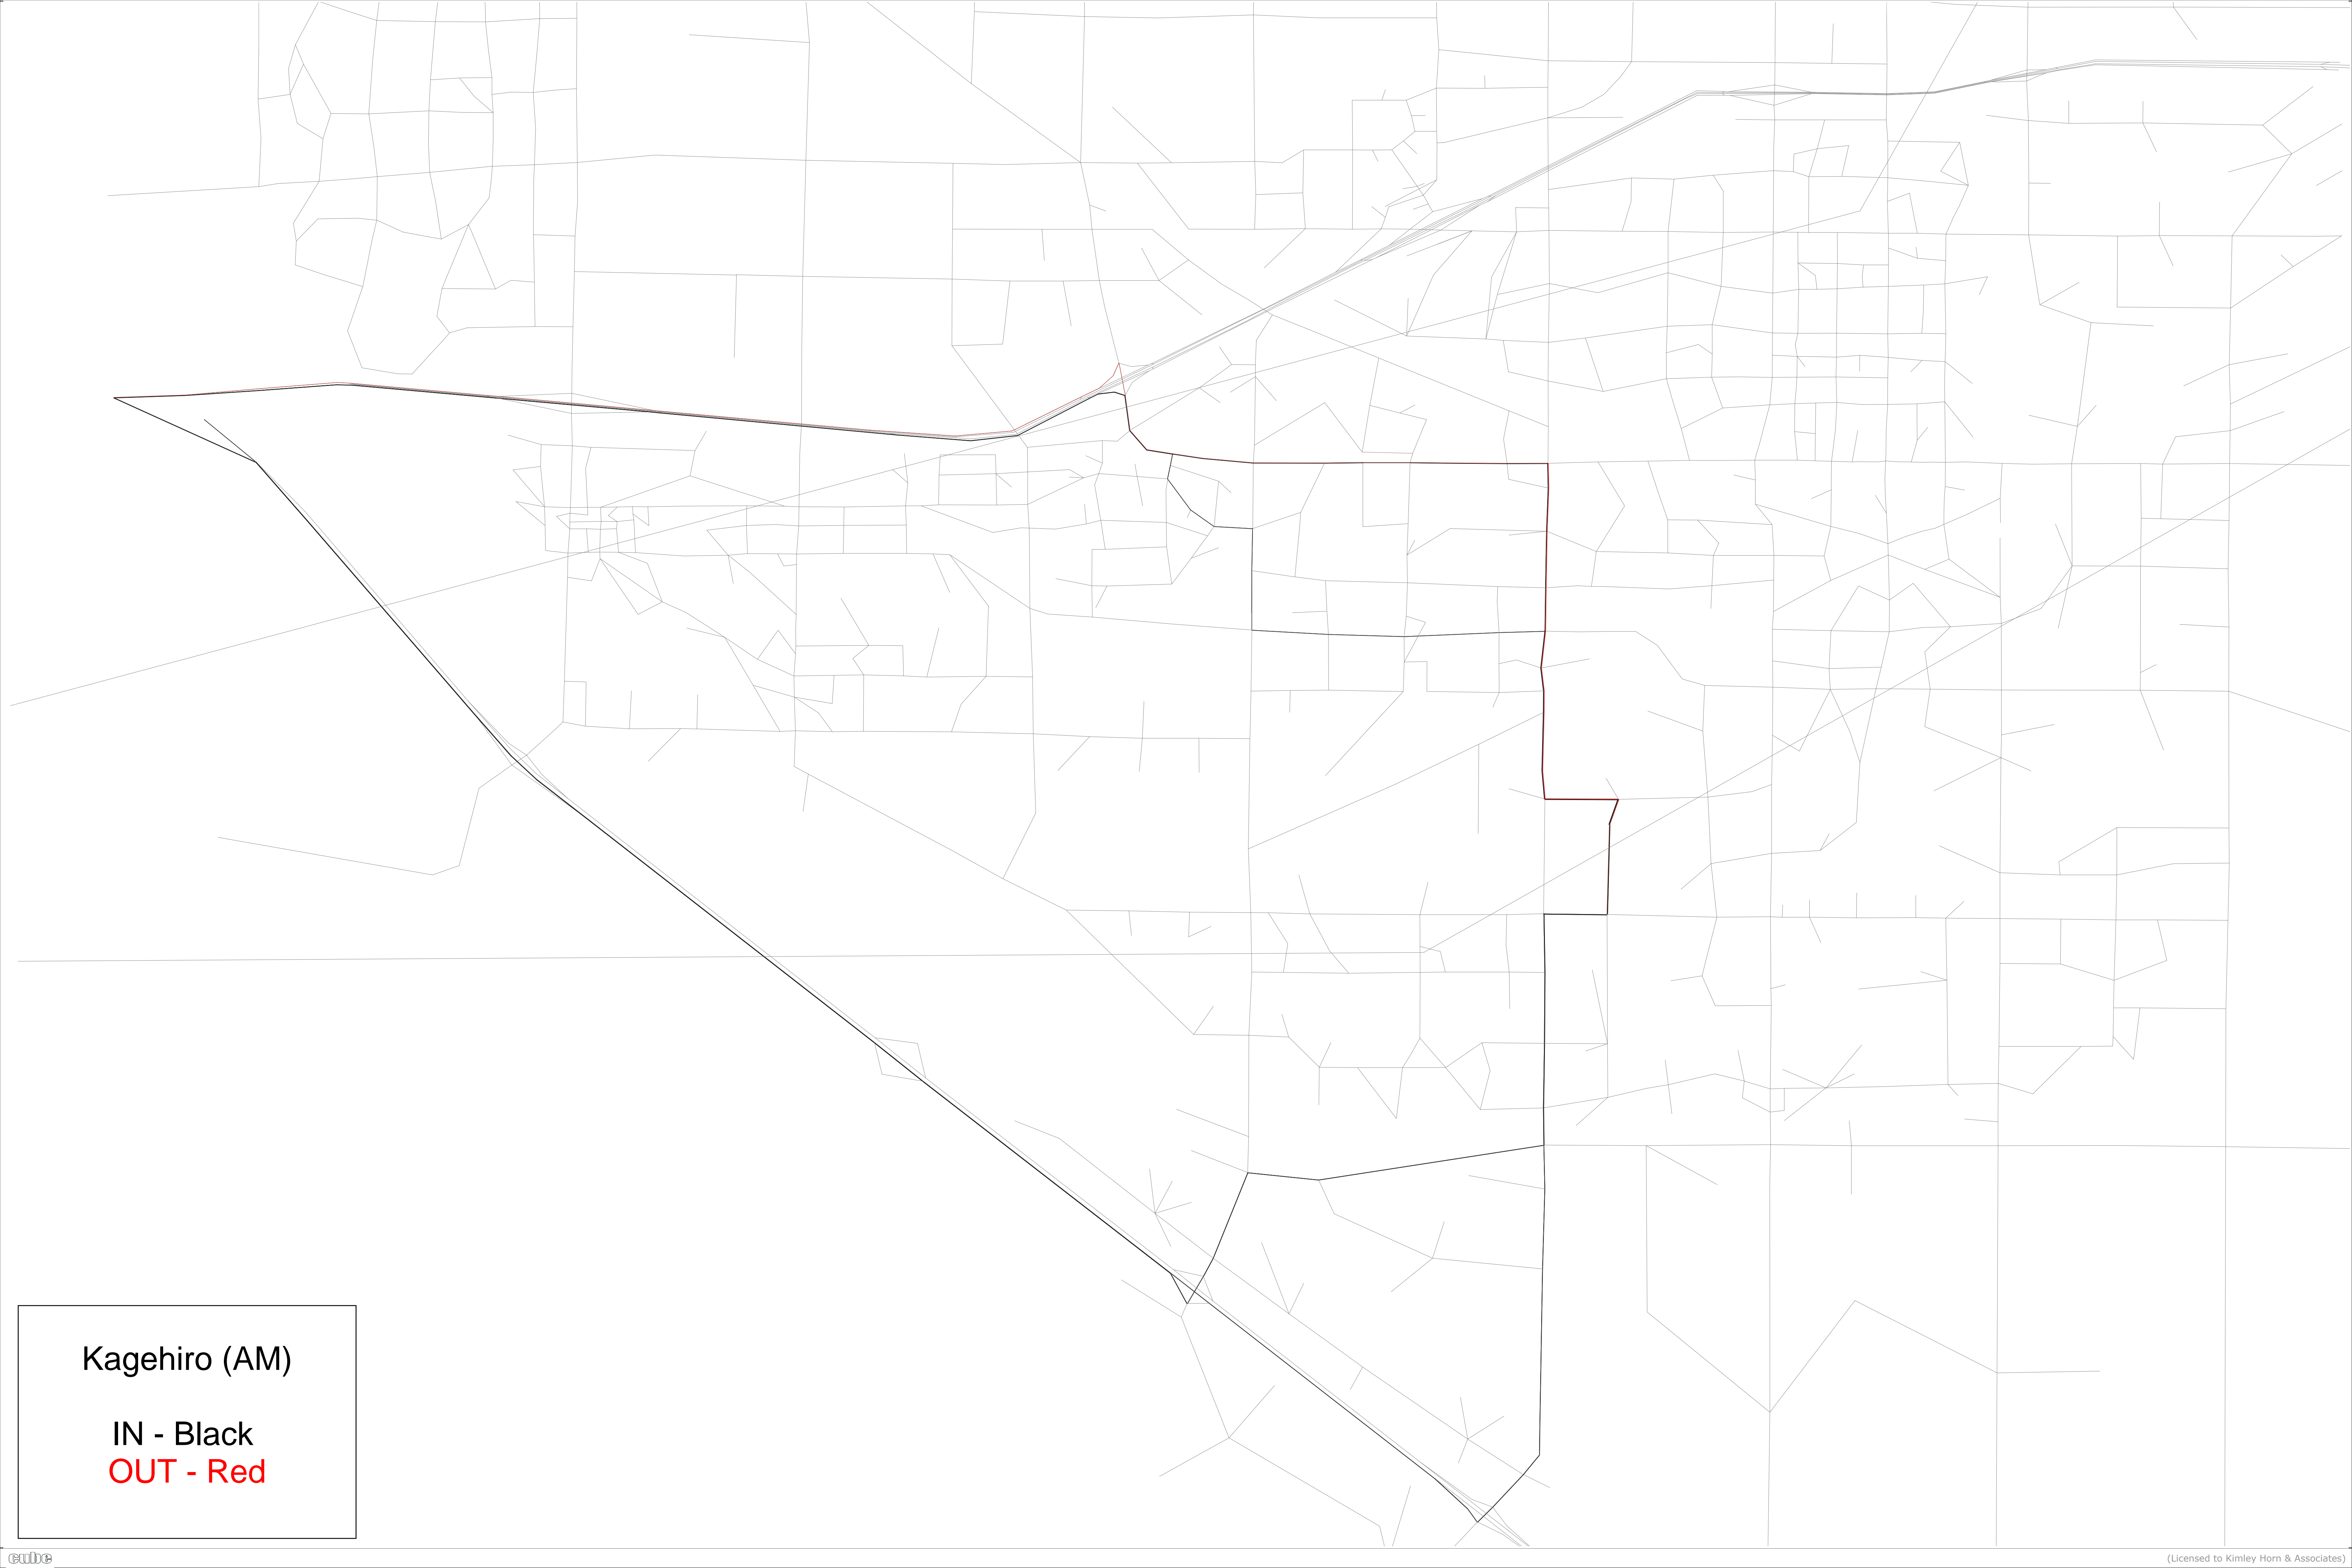 Kagehiro (AM)
IN - Black
OUT - Red
cube
(Licensed to Kimley Horn & Associates)